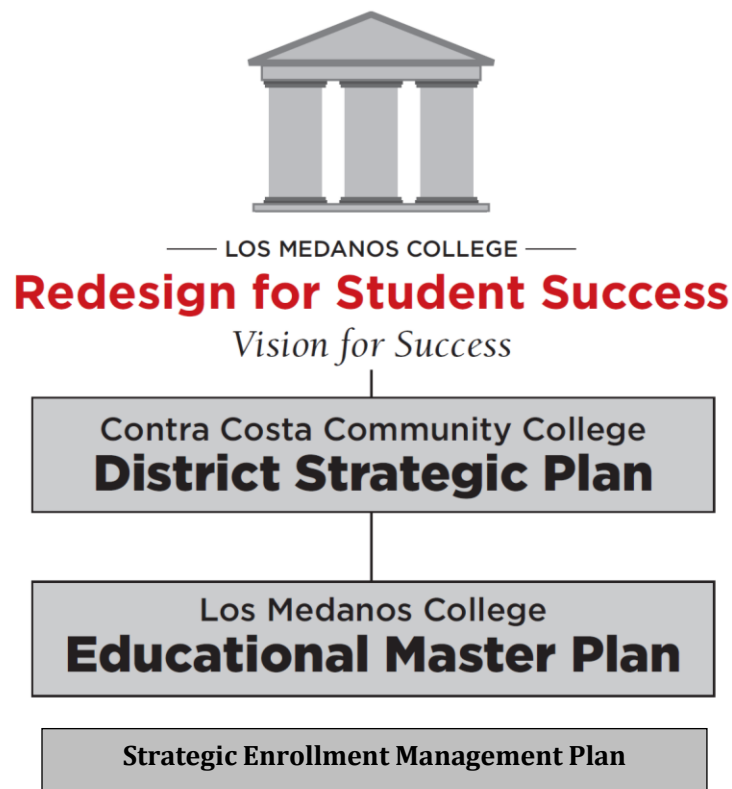 LOS MEDANOS COLLEGE
Redesign for Student Success
Vision for Success
Contra Costa Community College
District Strategic Plan
Los Medanos College
Educational Master Plan
Strategic Enrollment Management Plan